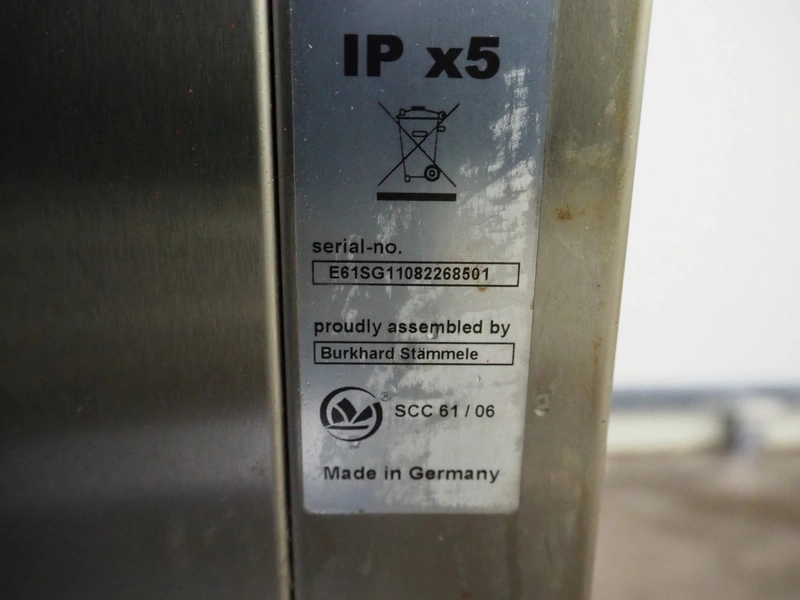 IP x5
serial-no.
E61SG11082268501
proudly assembled by
Burkhard Stämmele
® SCC 61 / 06
Made in Germany